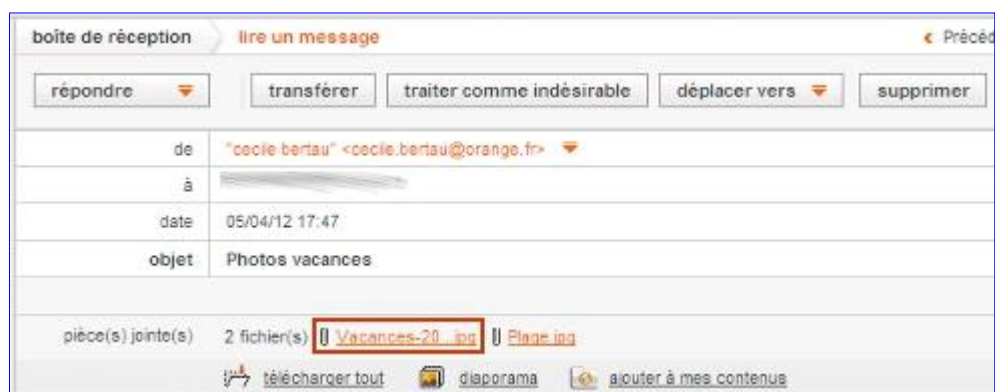 boîte de réception lire un message Précéd
répondre transférer traiter comme indésirable déplacer vers supprimer
de "cecile bertau" <cecile.bertau@orange.fr>
à
date 05/04/12 17:47
objet Photos vacances
pièce(s) jointe(s) 2 fichier(s) Vacances-20...jpg Plage.jpg
télécharger tout diaporama ajouter à mes contenus